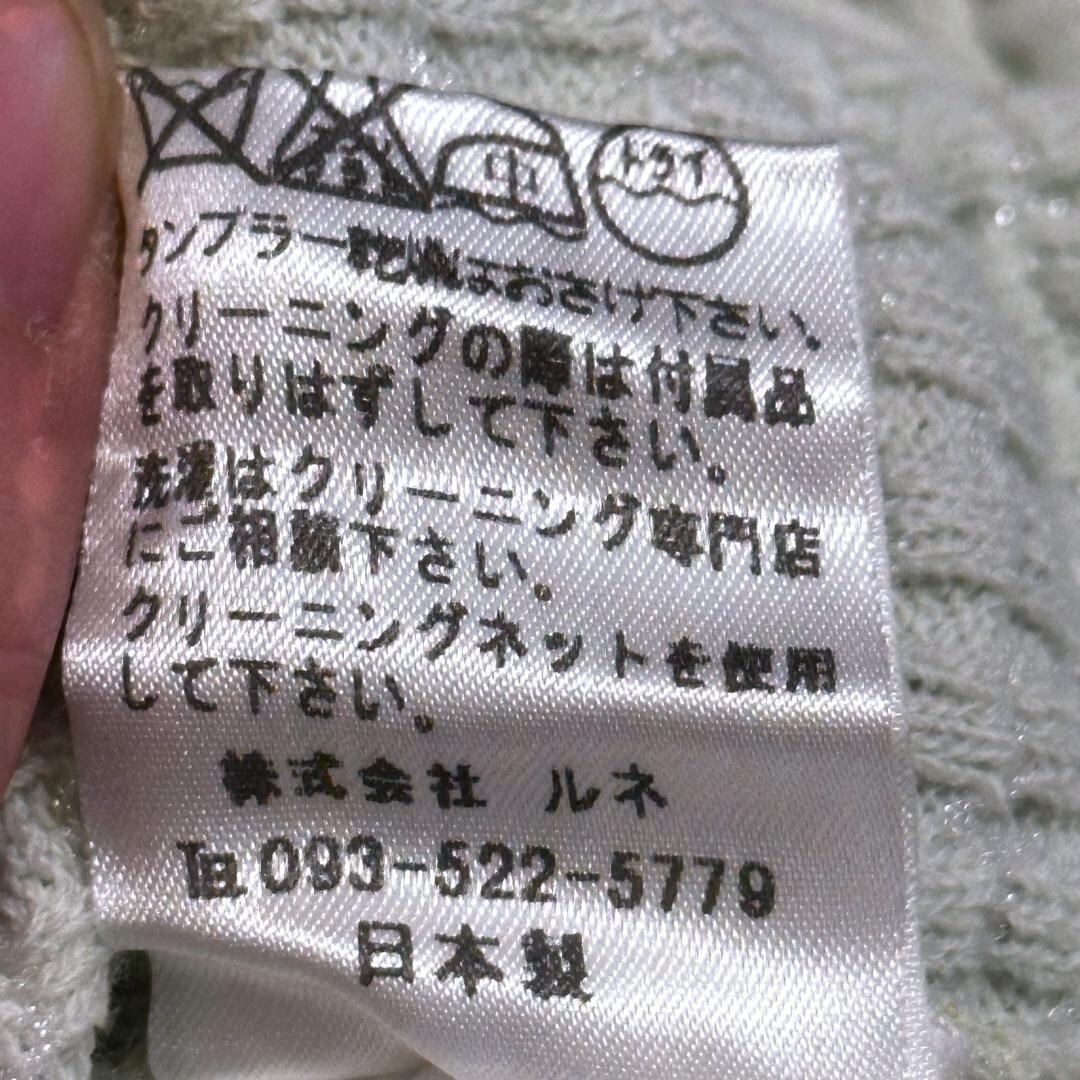 中
ドライ
タンブラー乾燥はおさけ下さい。
クリーニングの際は付属品
を取りはずして下さい。
洗濯はクリーニング専門店
にご相談下さい。
クリーニングネットを使用
して下さい。
株式会社 ルネ
℡093-522-5779
日本製